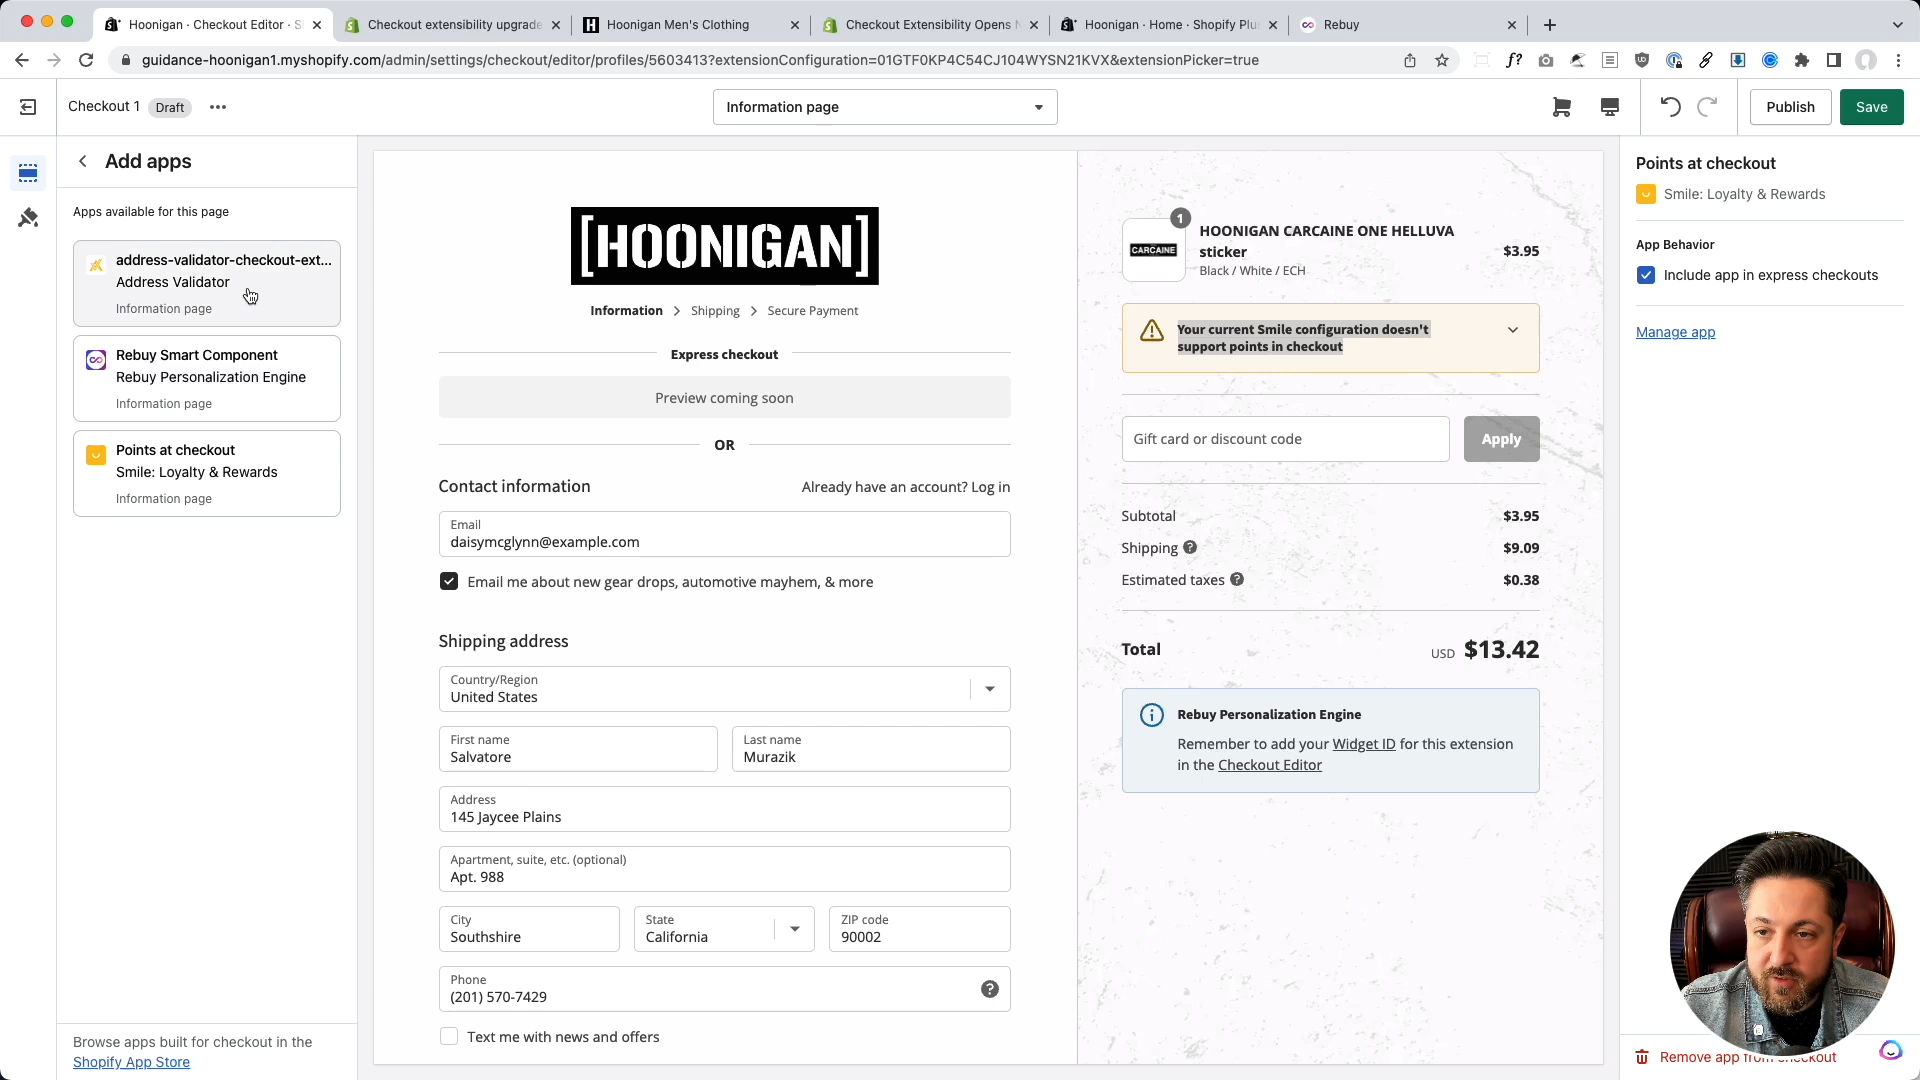 Hoonigan · Checkout Editor · S
Checkout extensibility upgrade
Hoonigan Men's Clothing
Checkout Extensibility Opens N
Hoonigan · Home · Shopify Plu
Rebuy
guidance-hoonigan1.myshopify.com/admin/settings/checkout/editor/profiles/5603413?extensionConfiguration=01GTF0KP4C54CJ104WYSN21KVX&extensionPicker=true
Checkout 1
Draft
Information page
Publish
Save
Add apps
Apps available for this page
address-validator-checkout-ext...
Address Validator
Information page
Rebuy Smart Component
Rebuy Personalization Engine
Information page
Points at checkout
Smile: Loyalty & Rewards
Information page
Browse apps built for checkout in the
Shopify App Store
[HOONIGAN]
Information > Shipping > Secure Payment
Express checkout
Preview coming soon
OR
Contact information
Already have an account? Log in
Email
daisymcglynn@example.com
Email me about new gear drops, automotive mayhem, & more
Shipping address
Country/Region
United States
First name
Salvatore
Last name
Murazik
Address
145 Jaycee Plains
Apartment, suite, etc. (optional)
Apt. 988
City
Southshire
State
California
ZIP code
90002
Phone
(201) 570-7429
Text me with news and offers
1
CARCAINE
HOONIGAN CARCAINE ONE HELLUVA
sticker
Black / White / ECH
$3.95
Your current Smile configuration doesn't
support points in checkout
Gift card or discount code
Apply
Subtotal $3.95
Shipping $9.09
Estimated taxes $0.38
Total USD $13.42
Rebuy Personalization Engine
Remember to add your Widget ID for this extension
in the Checkout Editor
Points at checkout
Smile: Loyalty & Rewards
App Behavior
Include app in express checkouts
Manage app
Remove app from checkout